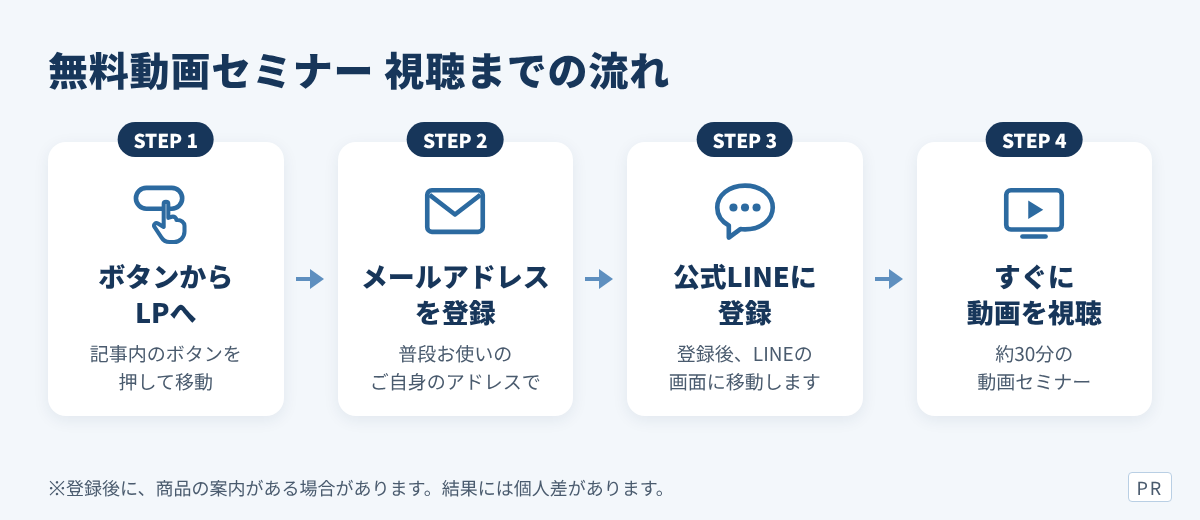 無料動画セミナー 視聴までの流れ
STEP 1
ボタンから
LPへ
記事内のボタンを
押して移動
STEP 2
メールアドレス
を登録
普段お使いの
ご自身のアドレスで
STEP 3
公式LINEに
登録
登録後、LINEの
画面に移動します
STEP 4
すぐに
動画を視聴
約30分の
動画セミナー
※登録後に、商品の案内がある場合があります。結果には個人差があります。
PR